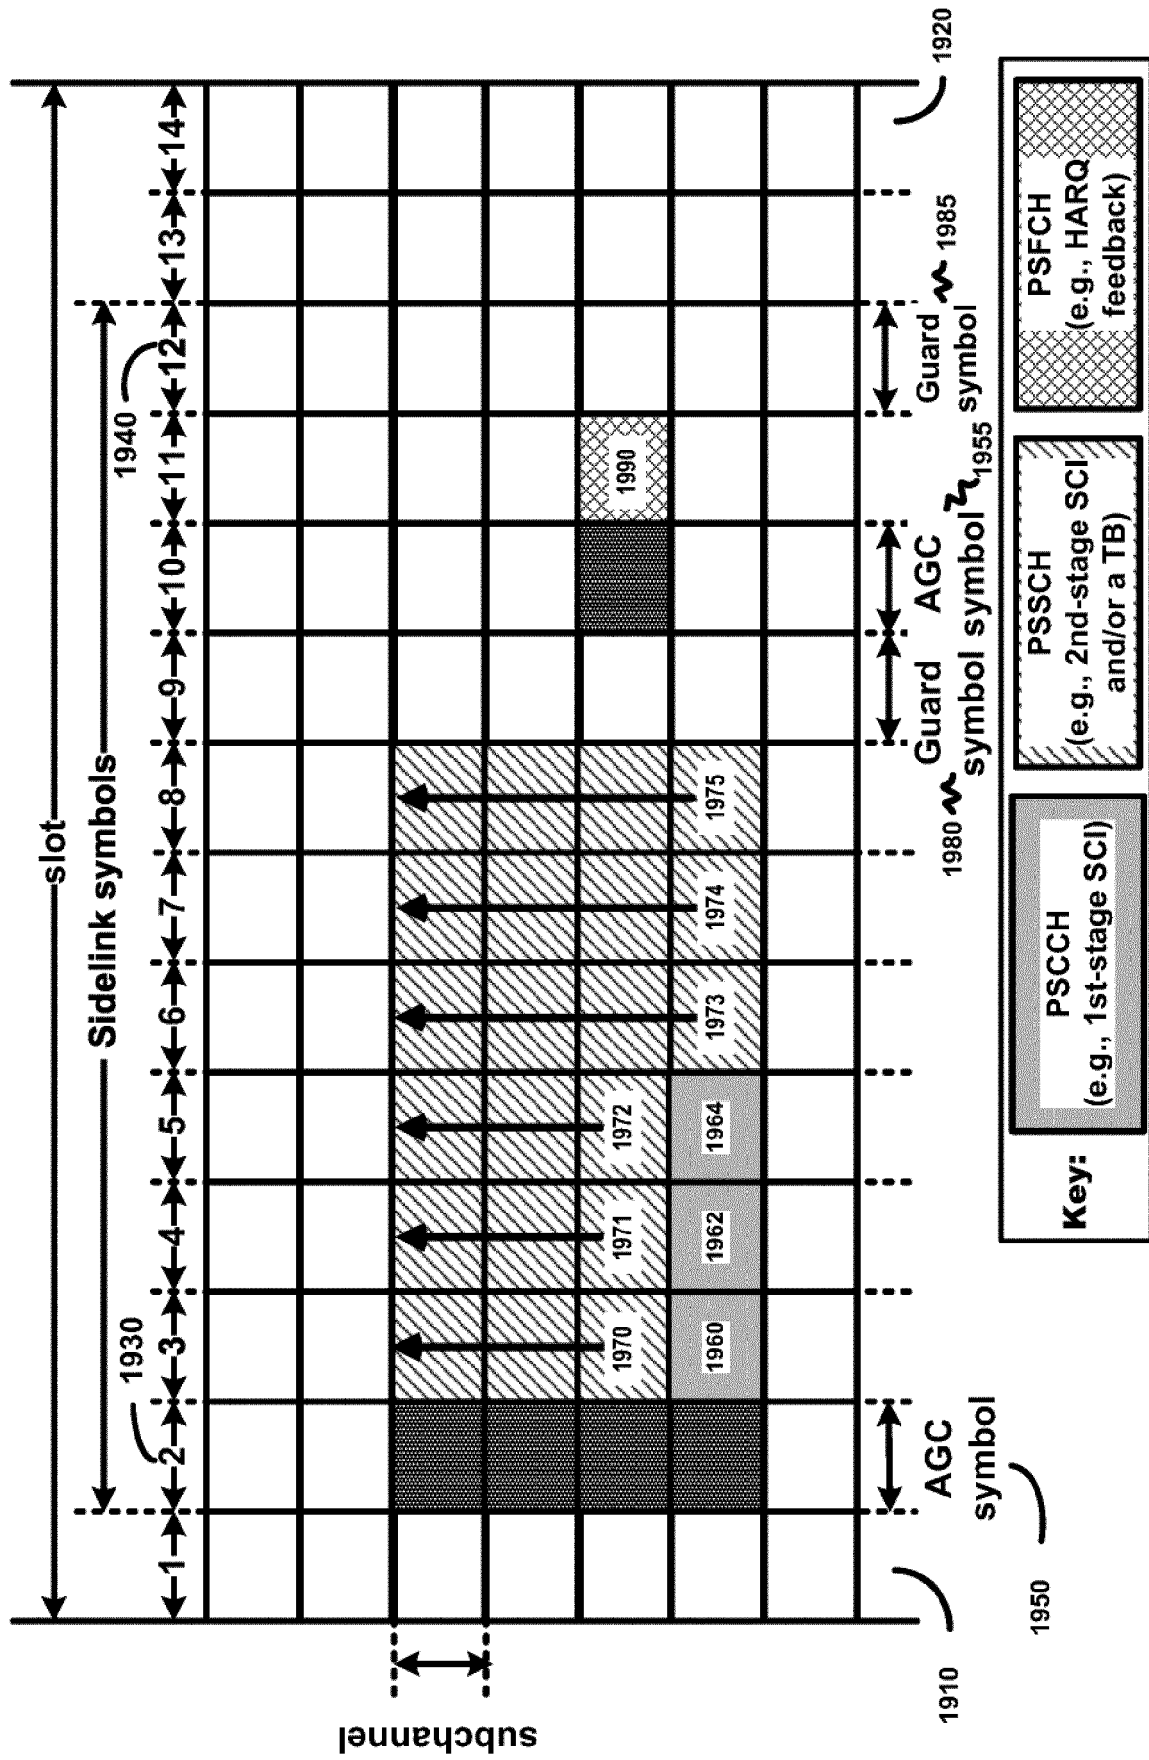 slot
Sidelink symbols
1930
1940
1
2
3
4
5
6
7
8
9
10
11
12
13
14
subchannel
1970
1971
1972
1973
1974
1975
1960
1962
1964
1990
1910
AGC
symbol
1950
1980
Guard
symbol
AGC
symbol
1955
Guard
symbol
1985
1920
Key:
PSCCH
(e.g., 1st-stage SCI)
PSSCH
(e.g., 2nd-stage SCI
and/or a TB)
PSFCH
(e.g., HARQ
feedback)